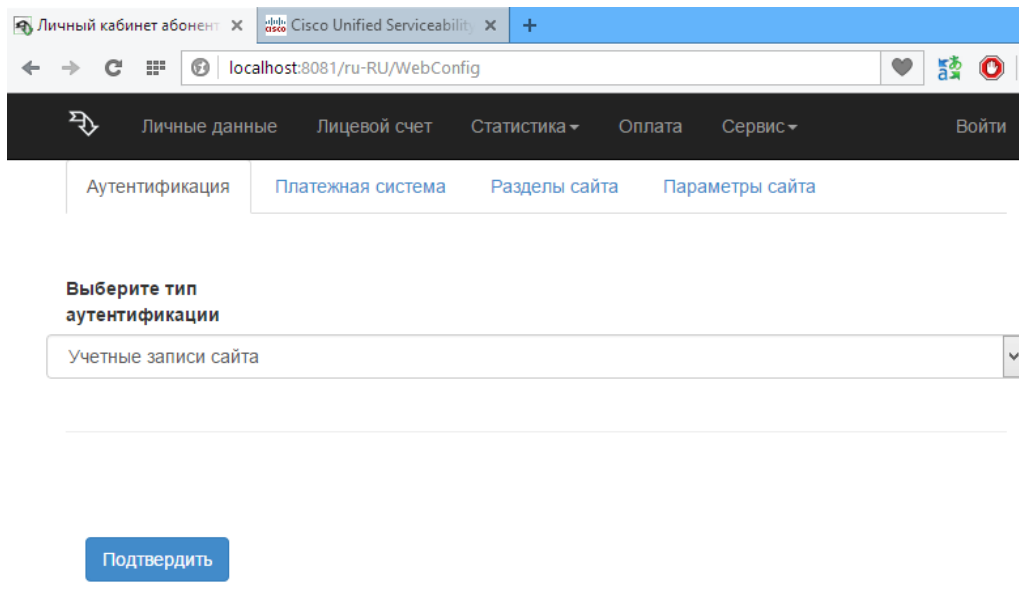 Личный кабинет абонент
cisco Cisco Unified Serviceability
localhost:8081/ru-RU/WebConfig
Личные данные Лицевой счет Статистика Оплата Сервис Войти
Аутентификация Платежная система Разделы сайта Параметры сайта
Выберите тип
аутентификации
Учетные записи сайта
Подтвердить